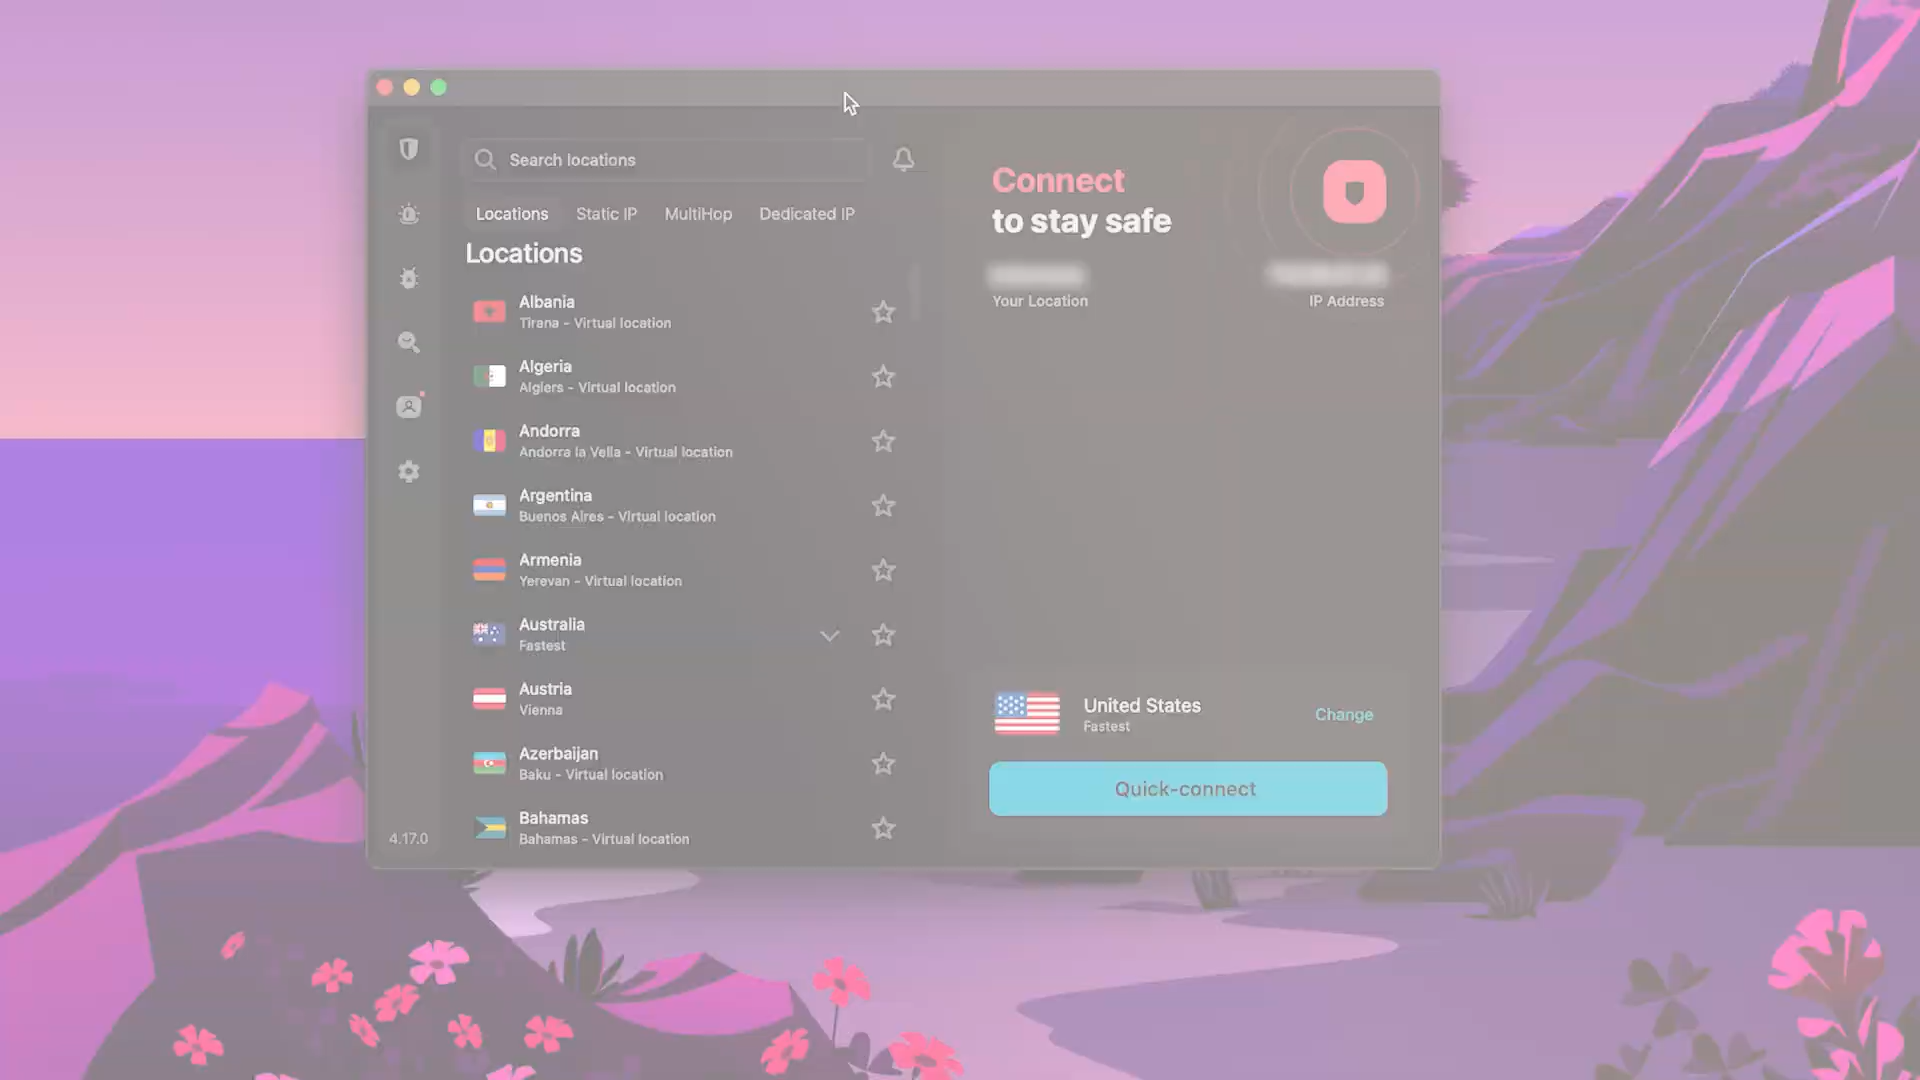 Search locations
Locations
Static IP
MultiHop
Dedicated IP
Locations
Albania
Tirana - Virtual location
Algeria
Algiers - Virtual location
Andorra
Andorra la Vella - Virtual location
Argentina
Buenos Aires - Virtual location
Armenia
Yerevan - Virtual location
Australia
Fastest
Austria
Vienna
Azerbaijan
Baku - Virtual location
Bahamas
Bahamas - Virtual location
4.17.0
Connect
to stay safe
Your Location
IP Address
United States
Fastest
Change
Quick-connect